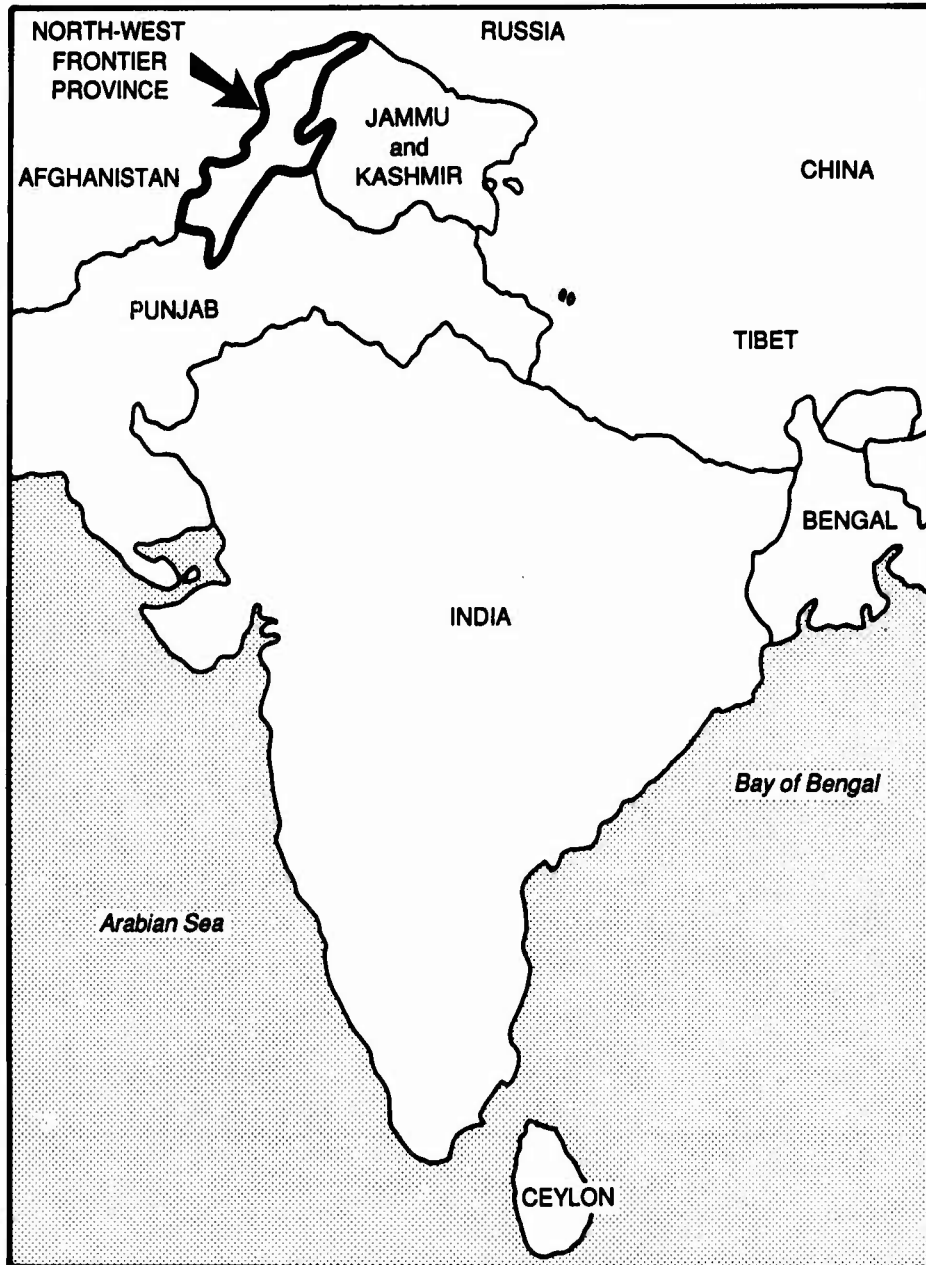 NORTH-WEST
FRONTIER
PROVINCE
RUSSIA
JAMMU
and
KASHMIR
AFGHANISTAN
CHINA
PUNJAB
TIBET
BENGAL
INDIA
Bay of Bengal
Arabian Sea
CEYLON